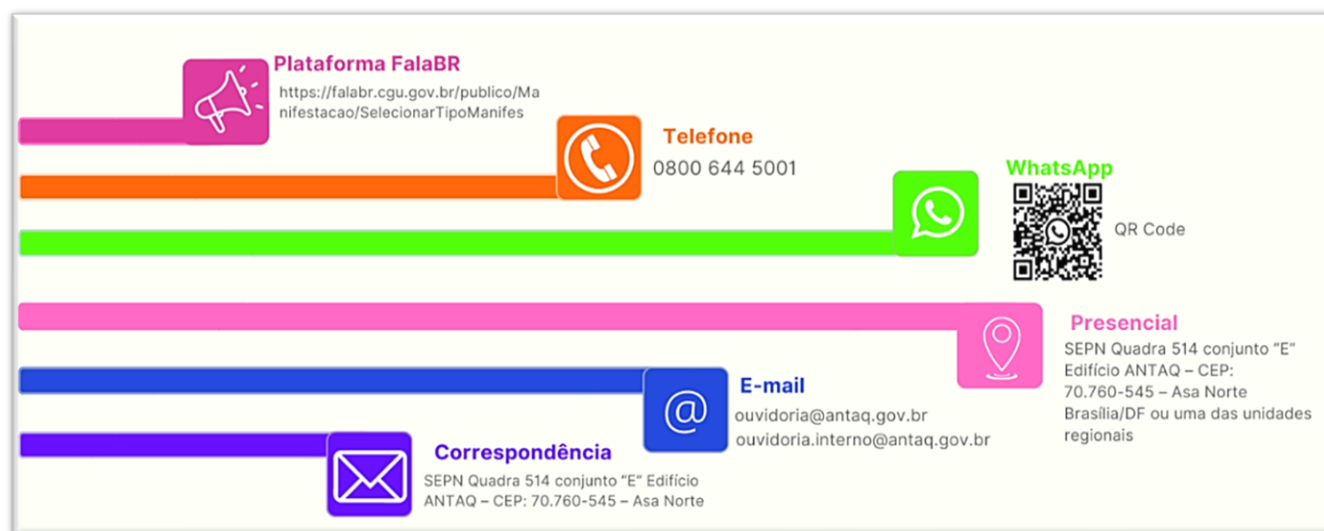 Plataforma FalaBR
https://falabr.cgu.gov.br/publico/Ma
nifestacao/SelecionarTipoManifes
Telefone
0800 644 5001
WhatsApp
QR Code
Presencial
SEPN Quadra 514 conjunto “E”
Edifício ANTAQ – CEP:
70.760-545 – Asa Norte
Brasília/DF ou uma das unidades
regionais
@
E-mail
ouvidoria@antaq.gov.br
ouvidoria.interno@antaq.gov.br
Correspondência
SEPN Quadra 514 conjunto “E” Edifício
ANTAQ – CEP: 70.760-545 – Asa Norte